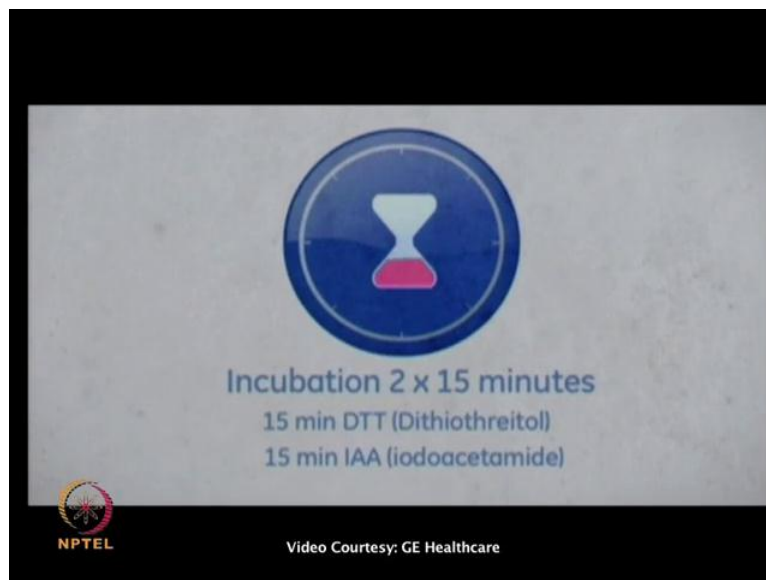 Incubation 2 x 15 minutes
15 min DTT (Dithiothreitol)
15 min IAA (iodoacetamide)
NPTEL
Video Courtesy: GE Healthcare